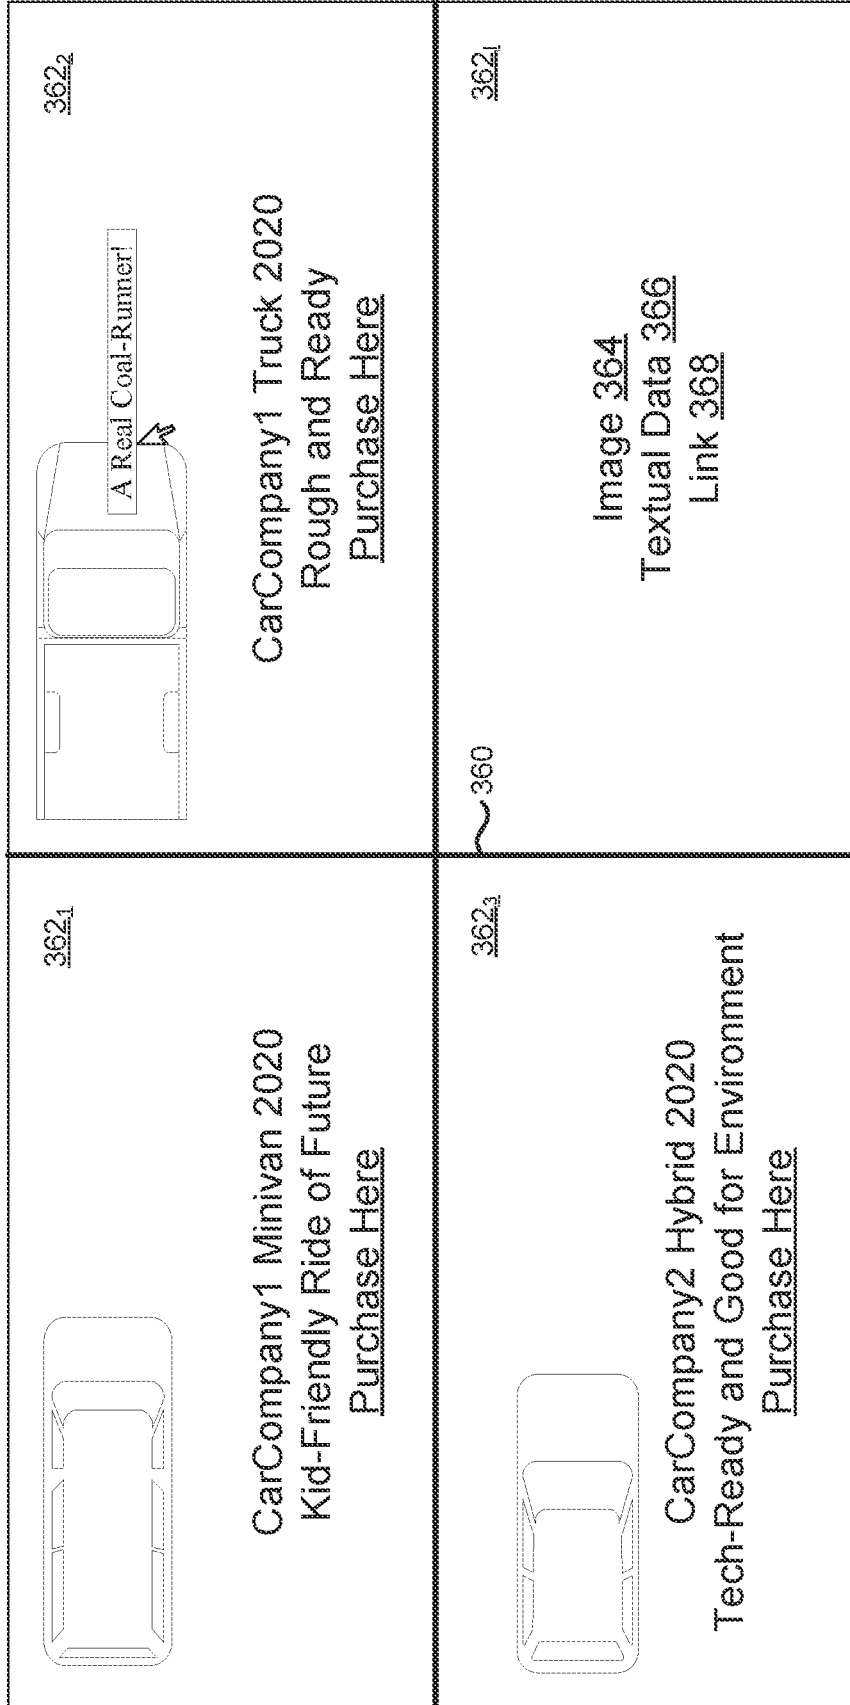 362₁
CarCompany1 Minivan 2020
Kid-Friendly Ride of Future
Purchase Here
362₂
A Real Coal-Runner!
CarCompany1 Truck 2020
Rough and Ready
Purchase Here
362₃
CarCompany2 Hybrid 2020
Tech-Ready and Good for Environment
Purchase Here
360
362I
Image 364
Textual Data 366
Link 368